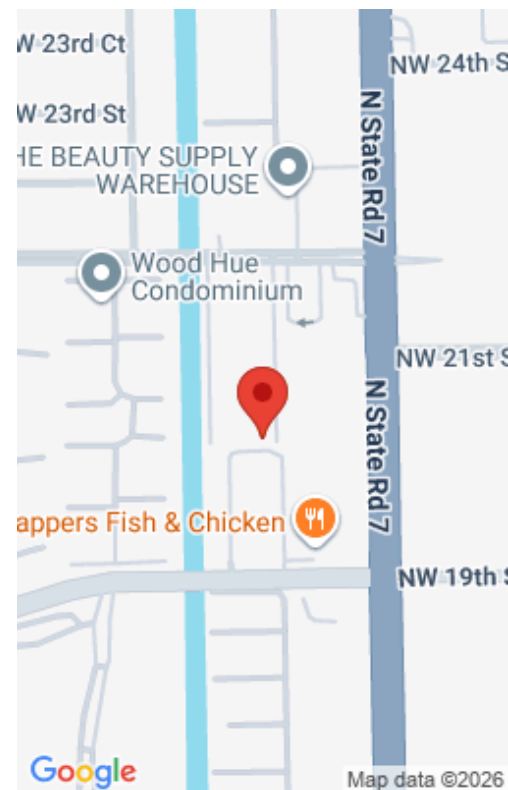 W 23rd Ct
NW 24th S
W 23rd St
N State Rd 7
HE BEAUTY SUPPLY
WAREHOUSE
Wood Hue
Condominium
NW 21st S
N State Rd 7
appers Fish & Chicken
NW 19th S
Google
Map data ©2026